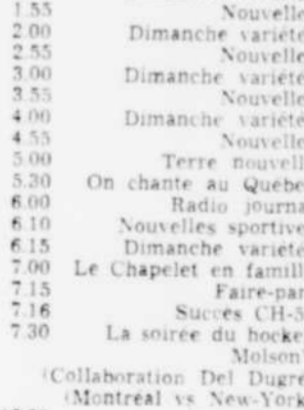 1.55 Nouvelle
2.00 Dimanche variété
2.55 Nouvelle
3.00 Dimanche variété
3.55 Nouvelle
4.00 Dimanche variété
4.55 Nouvelle
5.00 Terre nouvell
5.30 On chante au Québe
6.00 Radio journa
6.10 Nouvelles sportive
6.15 Dimanche variété
7.00 Le Chapelet en famill
7.15 Faire-par
7.16 Succès CH-5
7.30 La soirée du hocke
Molson'
(Collaboration Del Dugré
(Montréal vs New-York